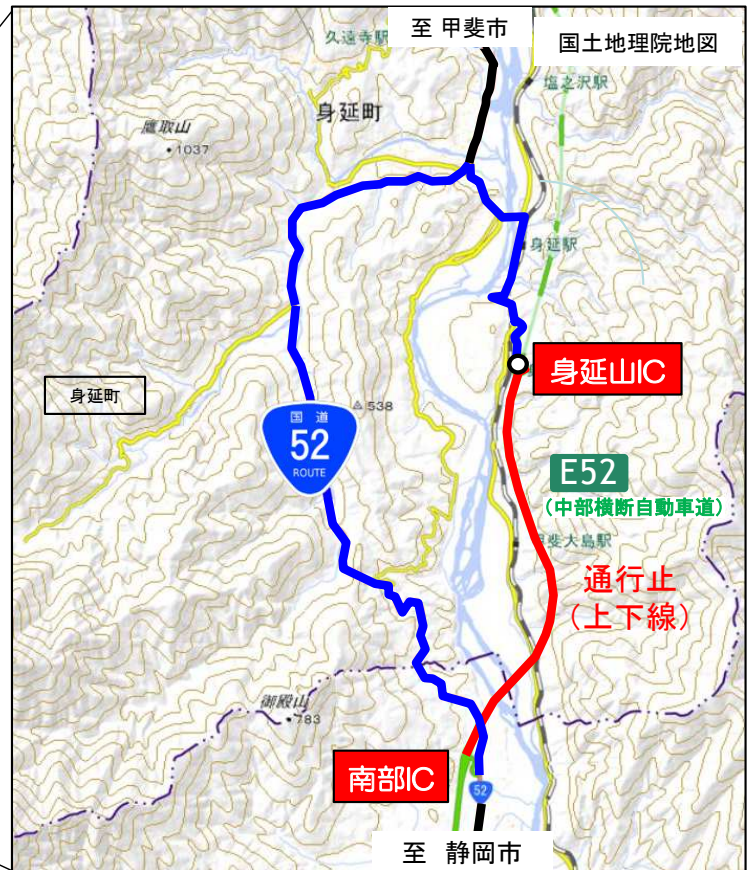 至 甲斐市
久遠寺駅
国土地理院地図
塩之沢駅
身延町
鷹取山
・1037
身延駅
身延山IC
身延町
国道
52
ROUTE
538
E52
(中部横断自動車道)
甲斐大島駅
通行止
(上下線)
御殿山
・783
南部IC
52
至 静岡市